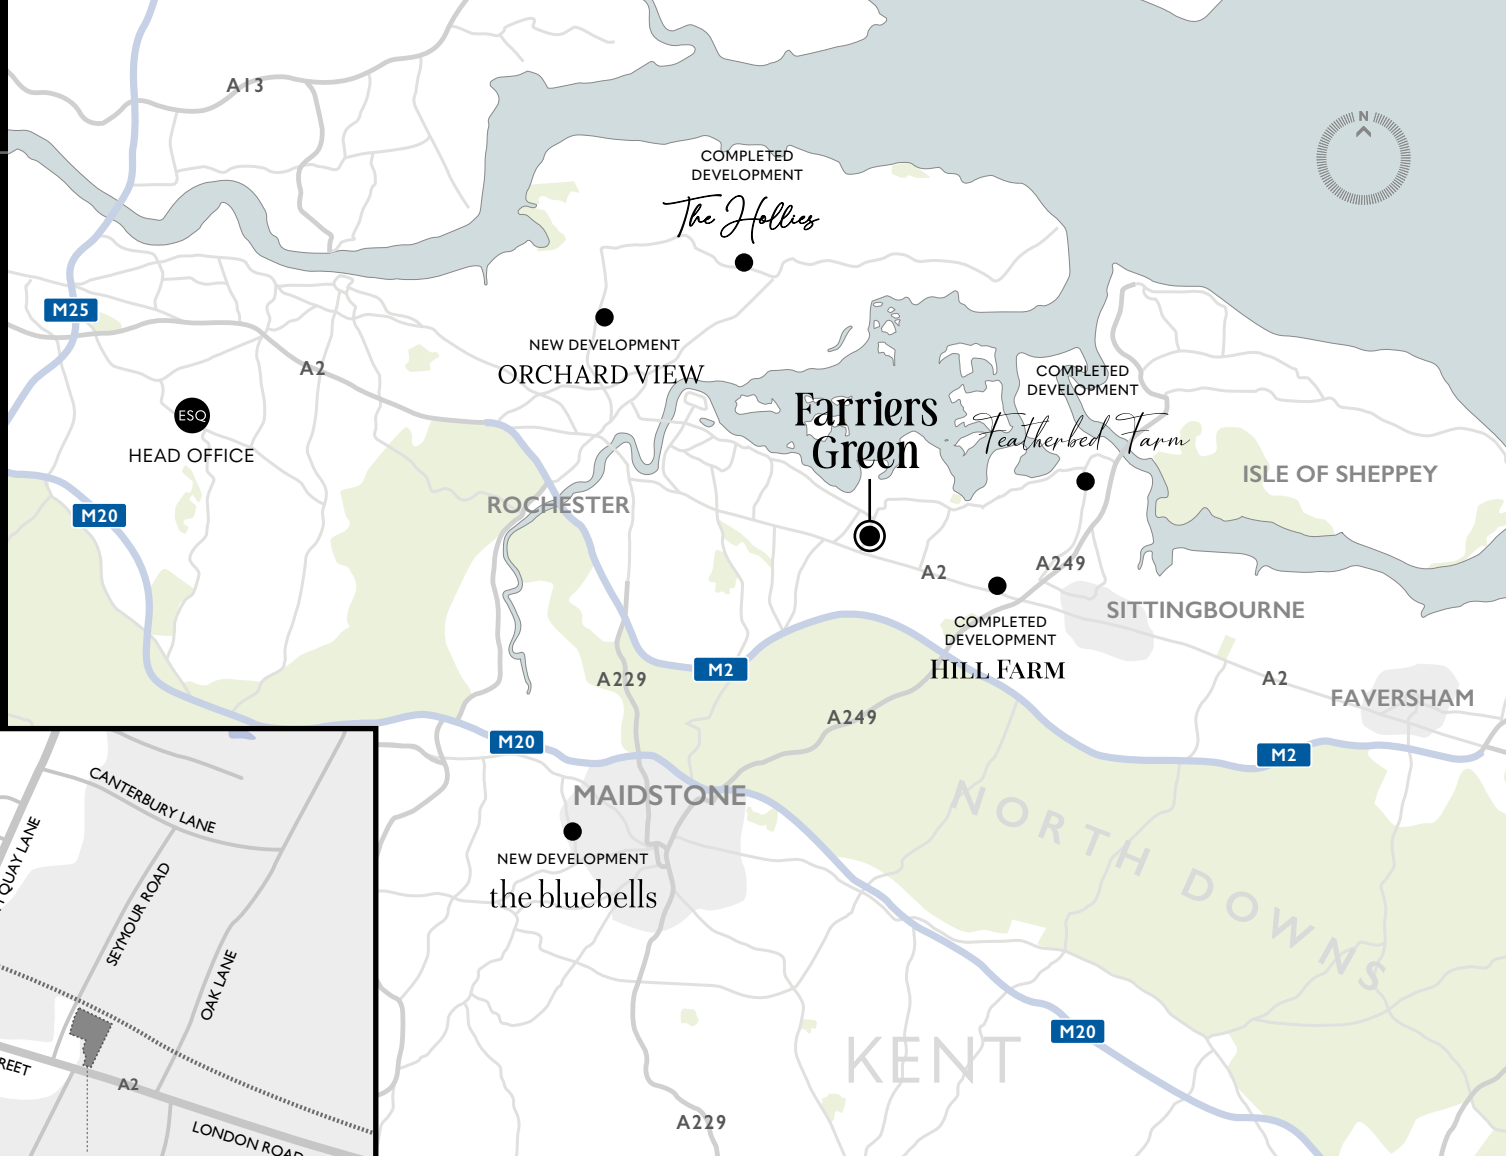 A13
N
COMPLETED
DEVELOPMENT
The Hollies
M25
NEW DEVELOPMENT
ORCHARD VIEW
A2
COMPLETED
DEVELOPMENT
Featherbed Farm
Farriers
Green
ESQ
HEAD OFFICE
ISLE OF SHEPPEY
M20
ROCHESTER
A2
A249
SITTINGBOURNE
COMPLETED
DEVELOPMENT
HILL FARM
A229
M2
A2
FAVERSHAM
A249
M20
M2
MAIDSTONE
NORTH DOWNS
NEW DEVELOPMENT
the bluebells
CANTERBURY LANE
QUAY LANE
SEYMOUR ROAD
OAK LANE
M20
KENT
REET
A2
LONDON ROAD
A229